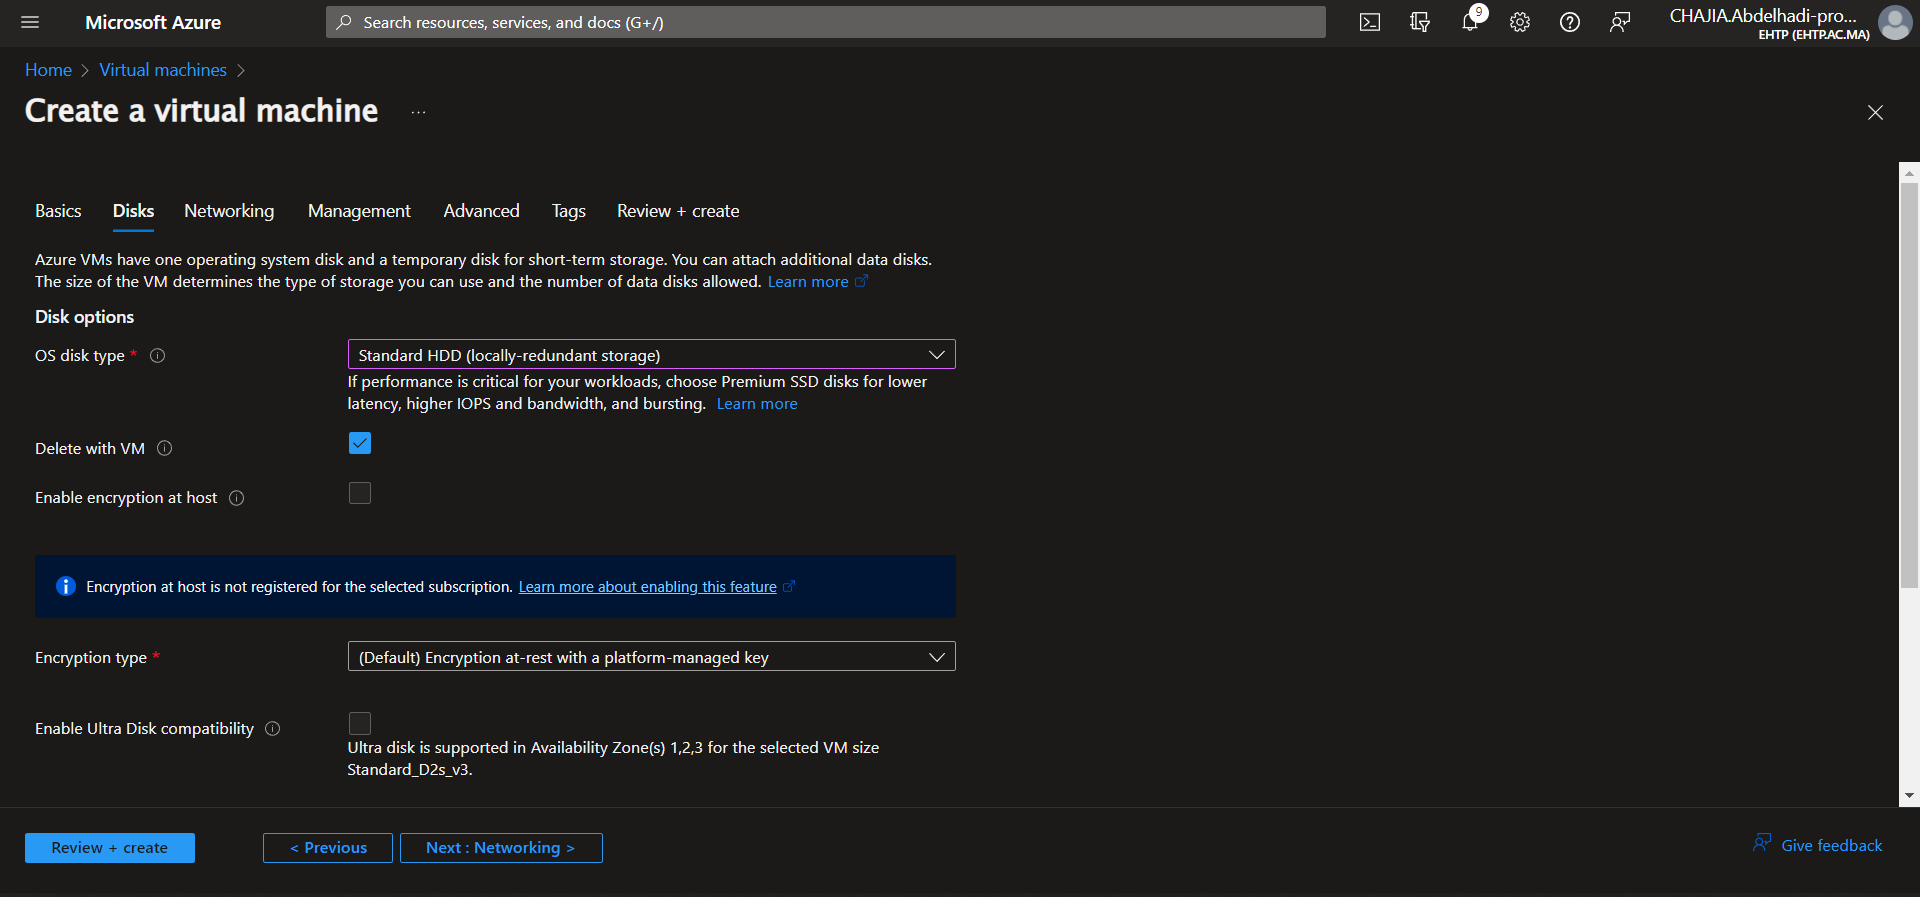 Microsoft Azure
Search resources, services, and docs (G+/)
9
CHAJIA.Abdelhadi-pro...
EHTP (EHTP.AC.MA)
Home > Virtual machines >
Create a virtual machine ...
Basics Disks Networking Management Advanced Tags Review + create
Azure VMs have one operating system disk and a temporary disk for short-term storage. You can attach additional data disks.
The size of the VM determines the type of storage you can use and the number of data disks allowed. Learn more
Disk options
OS disk type *
Standard HDD (locally-redundant storage)
If performance is critical for your workloads, choose Premium SSD disks for lower
latency, higher IOPS and bandwidth, and bursting. Learn more
Delete with VM
Enable encryption at host
Encryption at host is not registered for the selected subscription. Learn more about enabling this feature
Encryption type *
(Default) Encryption at-rest with a platform-managed key
Enable Ultra Disk compatibility
Ultra disk is supported in Availability Zone(s) 1,2,3 for the selected VM size
Standard_D2s_v3.
Review + create
< Previous
Next : Networking >
Give feedback